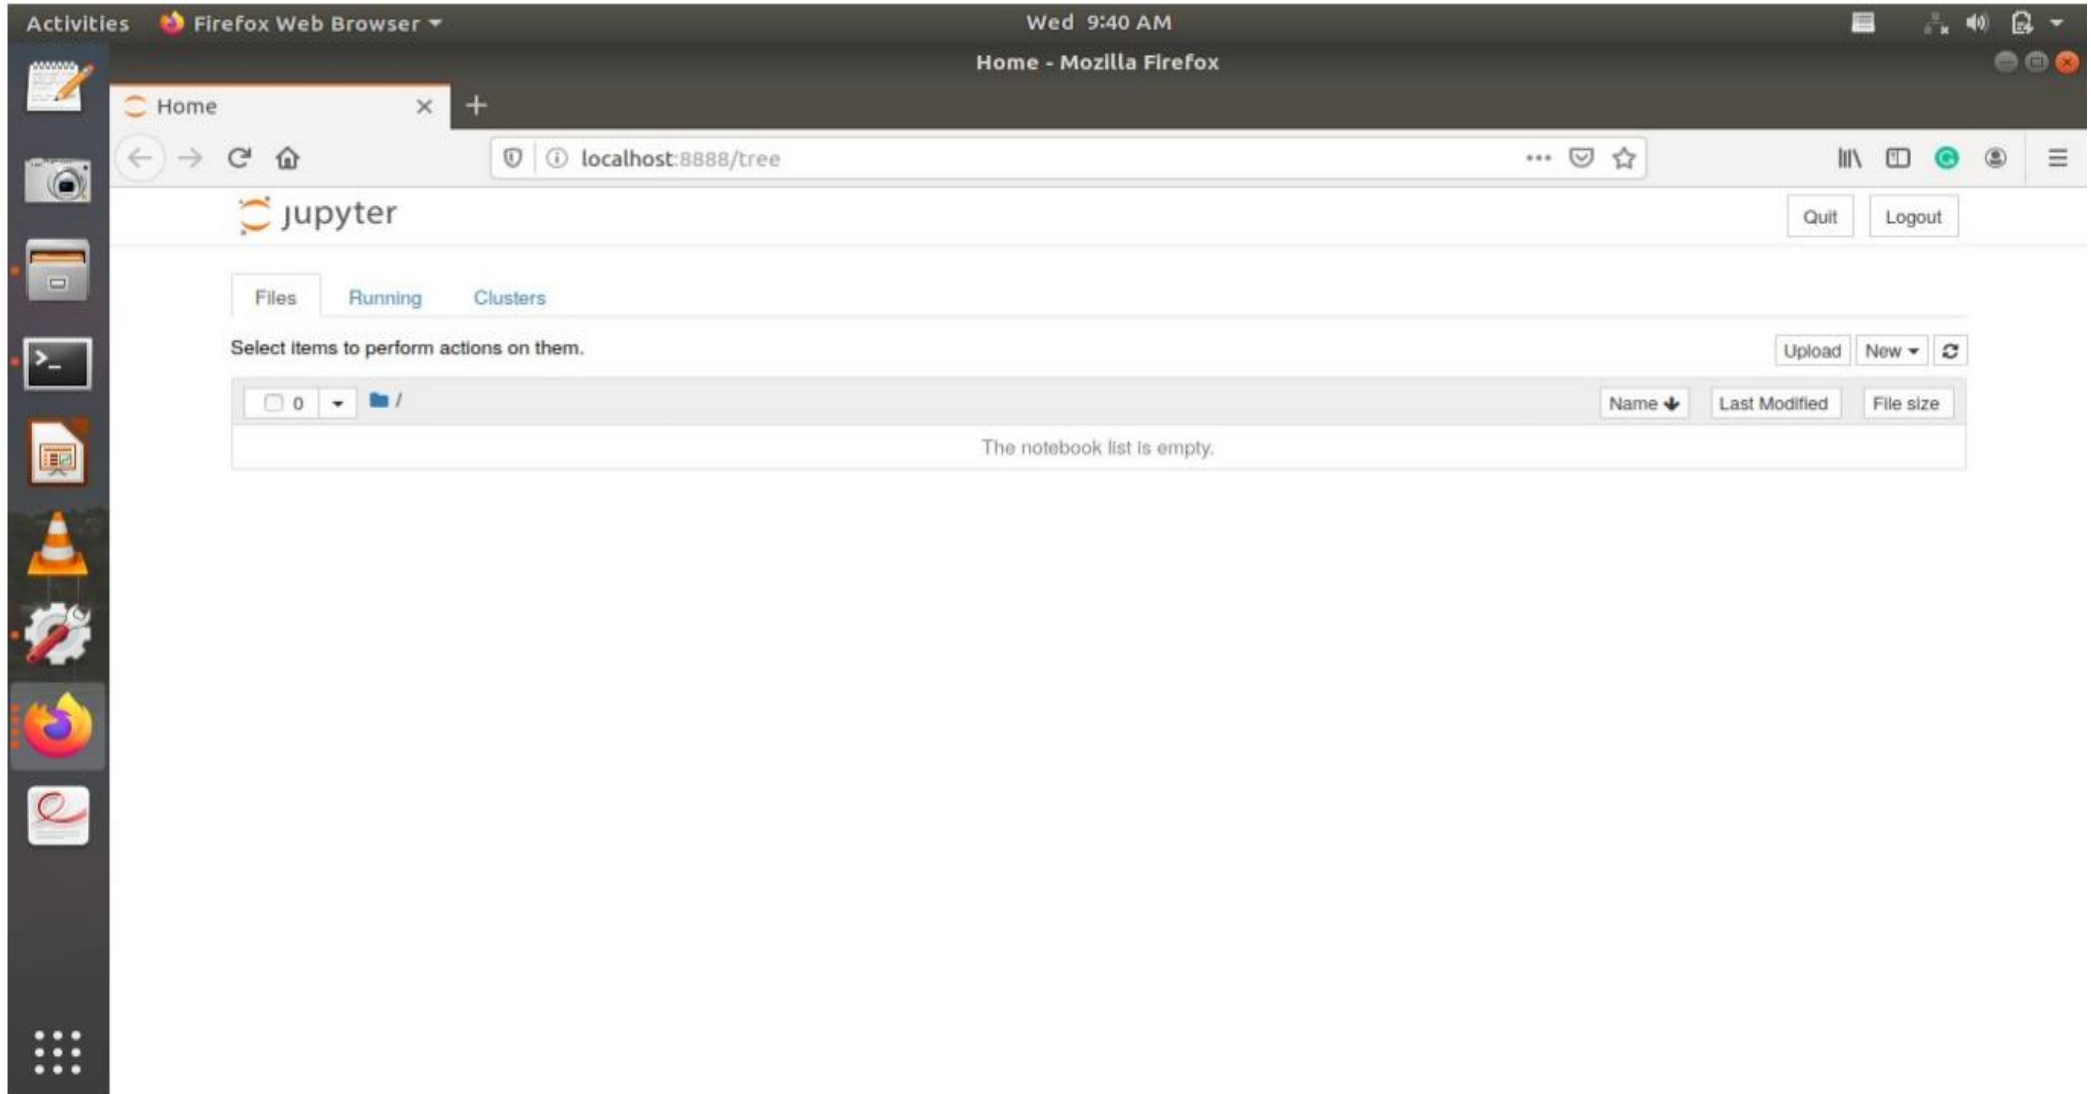 Activities Firefox Web Browser Wed 9:40 AM
Home - Mozilla Firefox
Home
localhost:8888/tree
jupyter Quit Logout
Files Running Clusters
Select items to perform actions on them. Upload New
0 / Name Last Modified File size
The notebook list is empty.